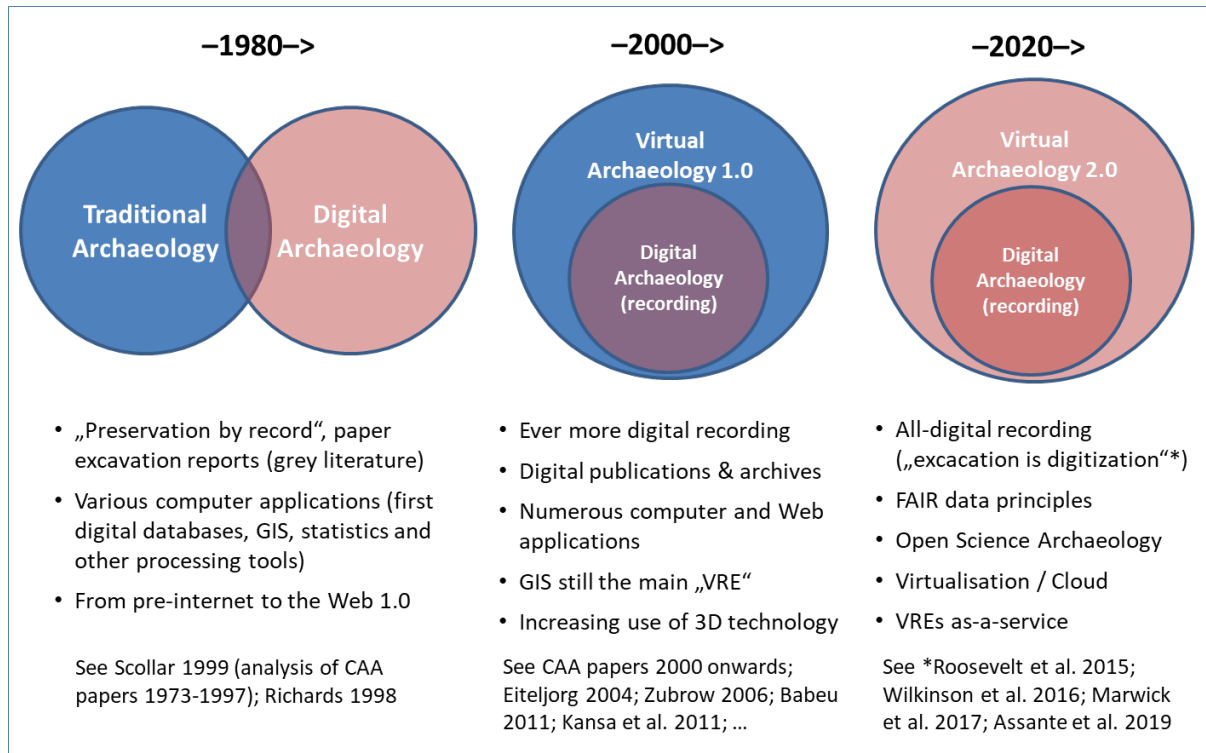 –1980–>
Traditional
Archaeology
Digital
Archaeology
• „Preservation by record“, paper
excavation reports (grey literature)
• Various computer applications (first
digital databases, GIS, statistics and
other processing tools)
• From pre-internet to the Web 1.0
See Scollar 1999 (analysis of CAA
papers 1973-1997); Richards 1998
–2000–>
Virtual
Archaeology 1.0
Digital
Archaeology
(recording)
• Ever more digital recording
• Digital publications & archives
• Numerous computer and Web
applications
• GIS still the main „VRE“
• Increasing use of 3D technology
See CAA papers 2000 onwards;
Eiteljorg 2004; Zubrow 2006; Babeu
2011; Kansa et al. 2011; ...
–2020–>
Virtual
Archaeology 2.0
Digital
Archaeology
(recording)
• All-digital recording
(„excacation is digitization“*)
• FAIR data principles
• Open Science Archaeology
• Virtualisation / Cloud
• VREs as-a-service
See *Roosevelt et al. 2015;
Wilkinson et al. 2016; Marwick
et al. 2017; Assante et al. 2019